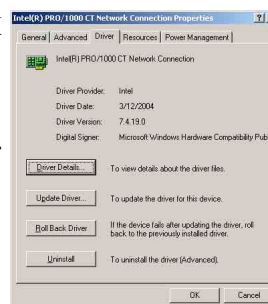 Intel(R) PRO/1000 CT Network Connection Properties
General Advanced Driver Resources Power Management
Intel(R) PRO/1000 CT Network Connection
Driver Provider: Intel
Driver Date: 3/12/2004
Driver Version: 7.4.19.0
Digital Signer: Microsoft Windows Hardware Compatibility Pub
Driver Details... To view details about the driver files.
Update Driver... To update the driver for this device.
Roll Back Driver If the device fails after updating the driver, roll
back to the previously installed driver.
Uninstall To uninstall the driver (Advanced).
OK Cancel